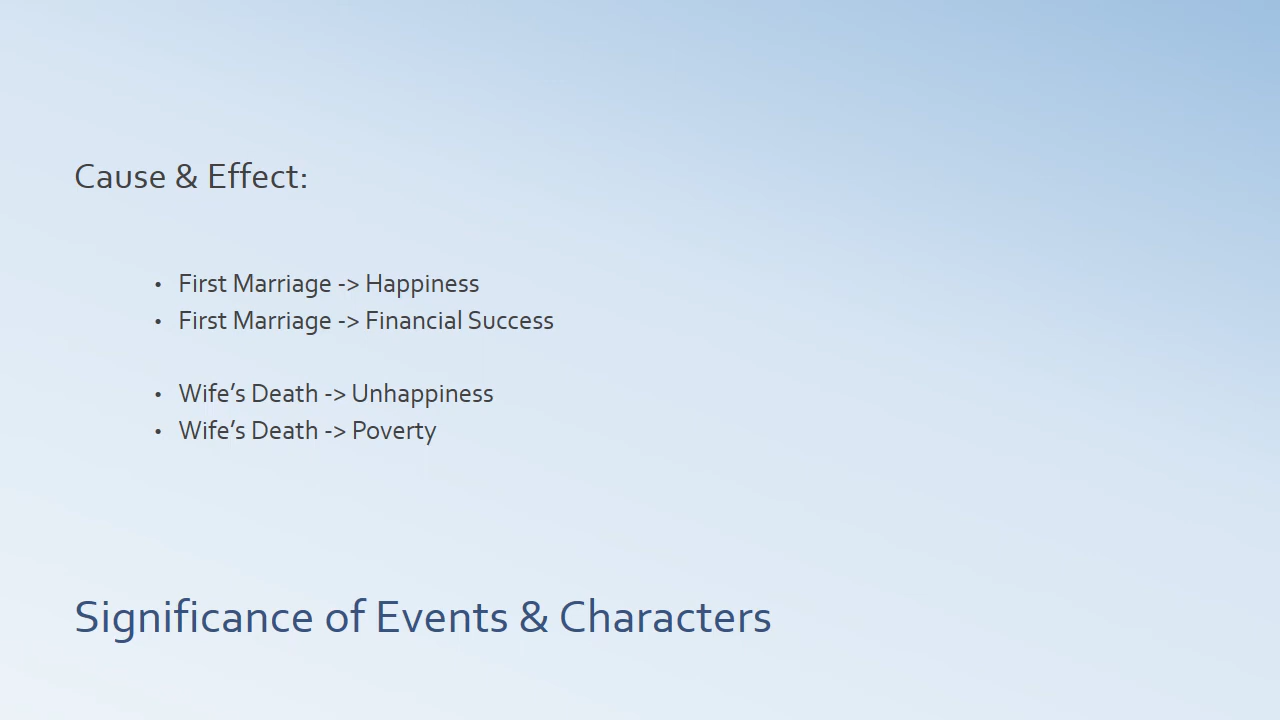 Cause & Effect:
• First Marriage -> Happiness
• First Marriage -> Financial Success
• Wife’s Death -> Unhappiness
• Wife’s Death -> Poverty
Significance of Events & Characters